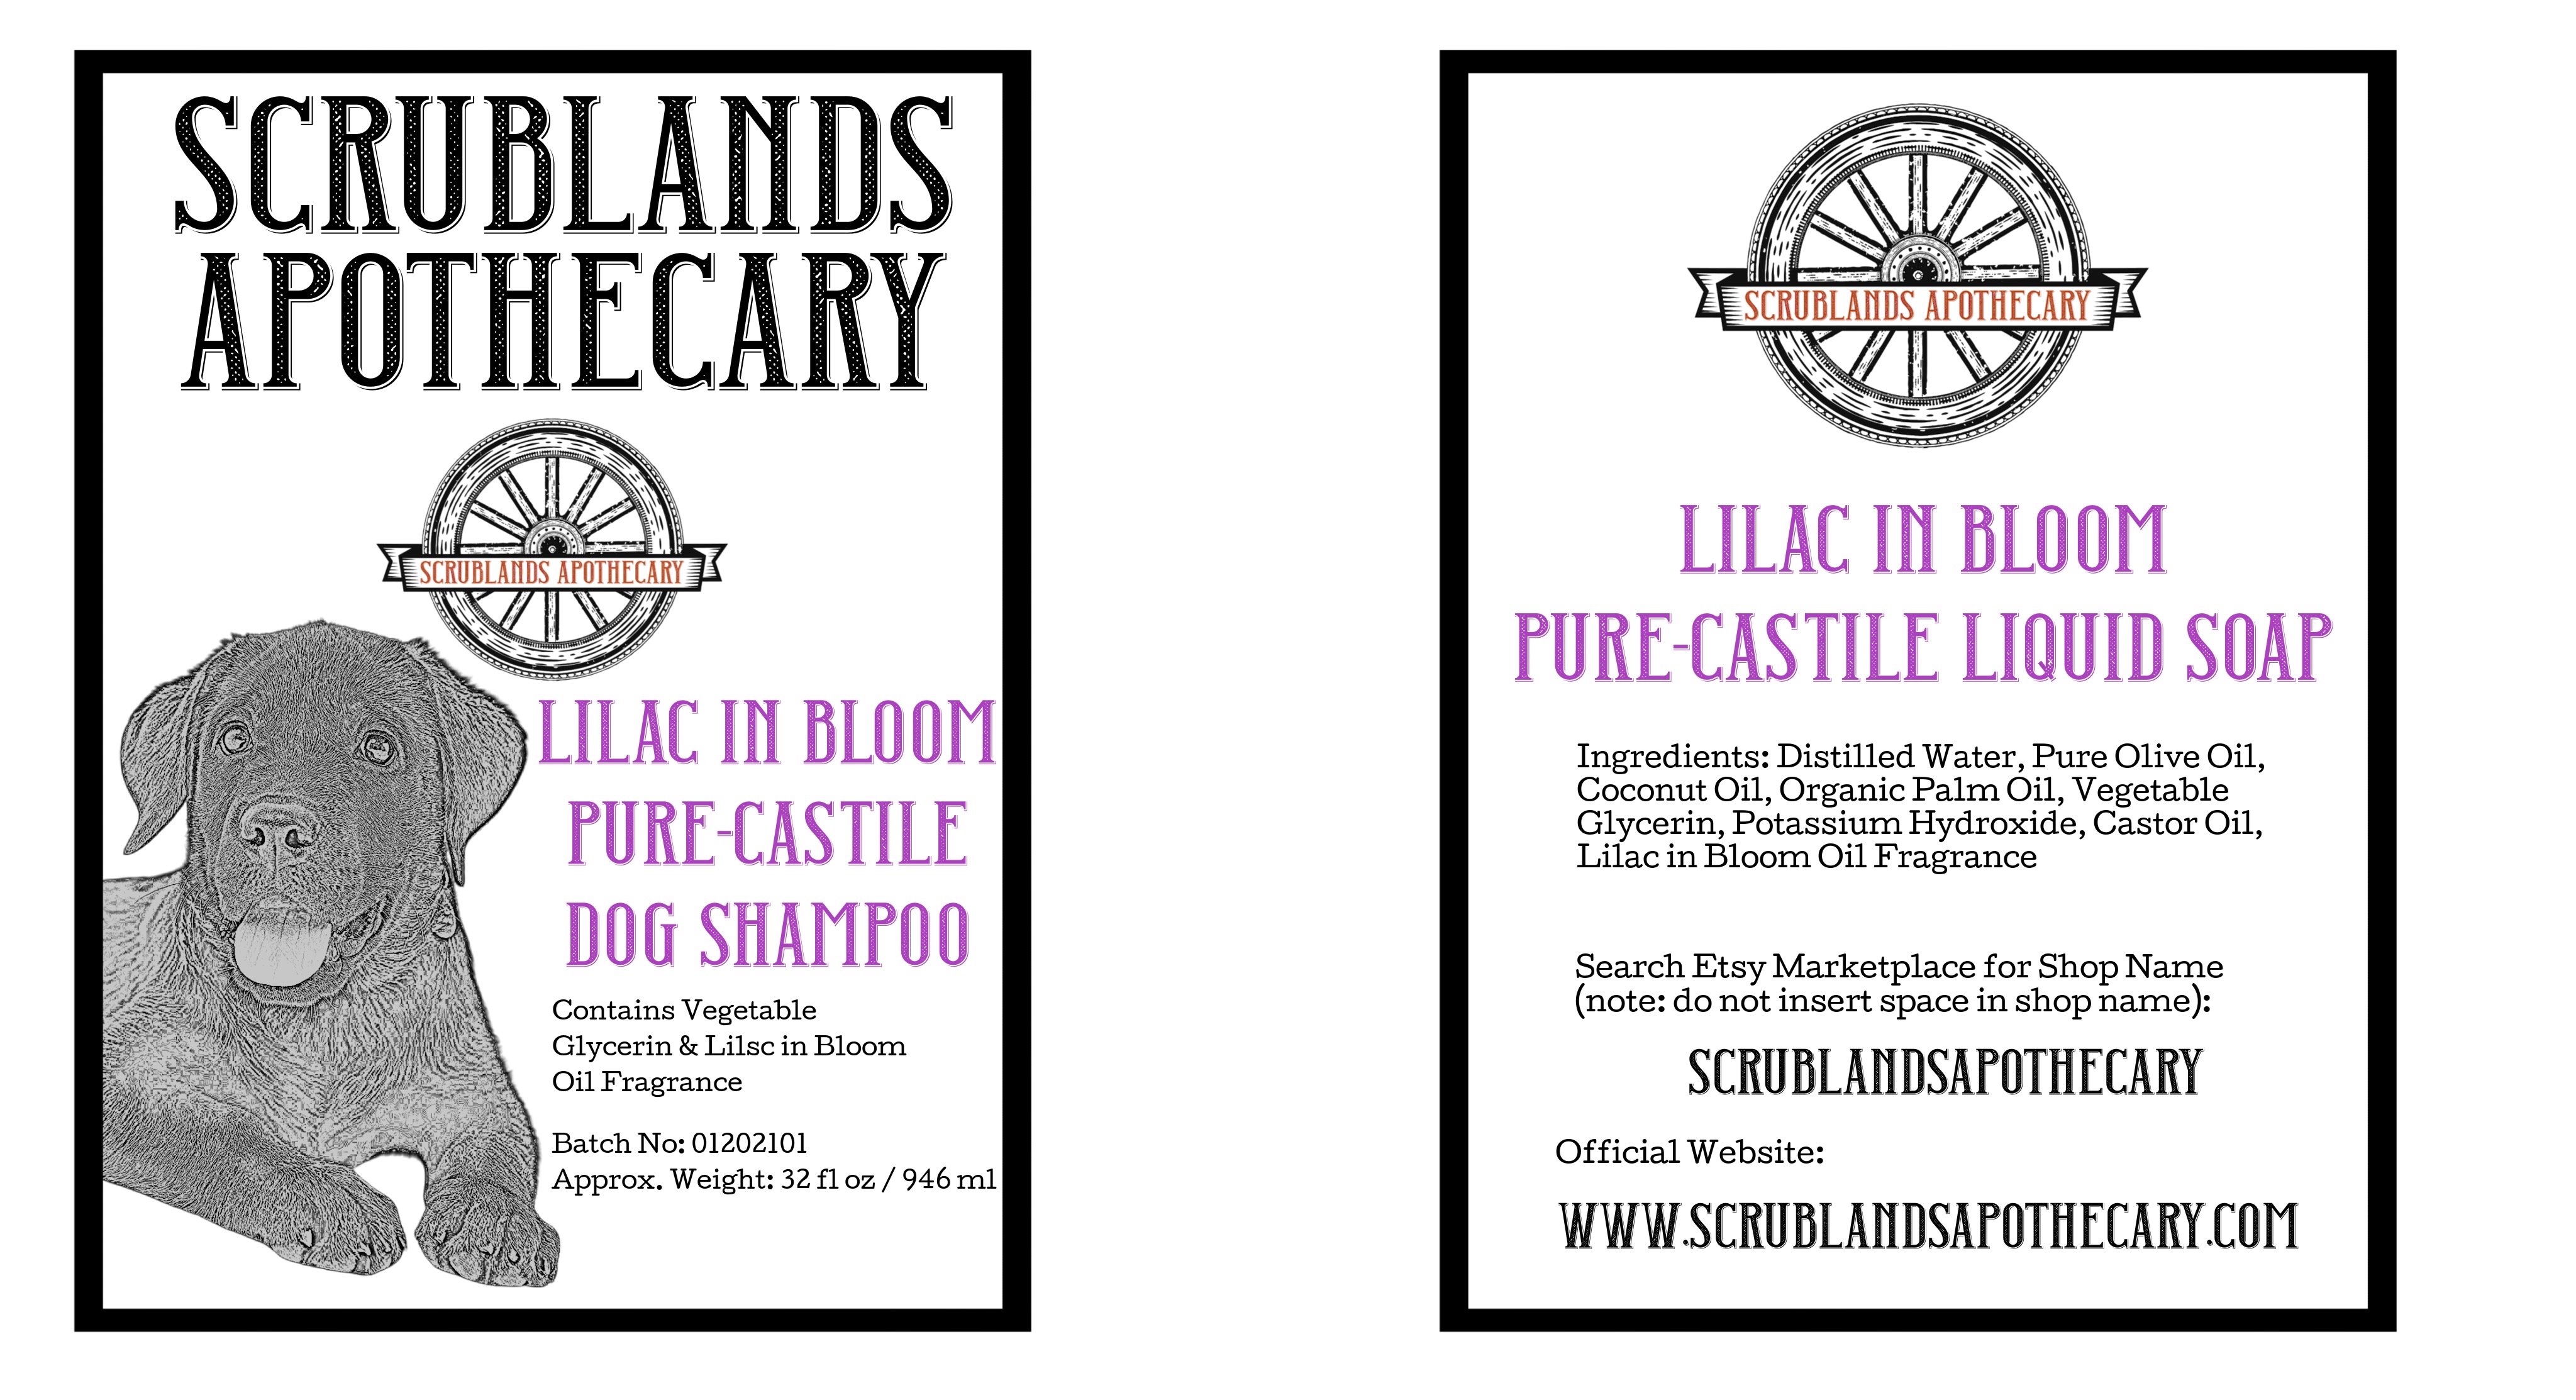 SCRUBLANDS
APOTHECARY
SCRUBLANDS APOTHECARY
LILAC IN BLOOM
PURE-CASTILE
DOG SHAMPOO
Contains Vegetable
Glycerin & Lilsc in Bloom
Oil Fragrance
Batch No: 01202101
Approx. Weight: 32 fl oz / 946 ml
SCRUBLANDS APOTHECARY
LILAC IN BLOOM
PURE-CASTILE LIQUID SOAP
Ingredients: Distilled Water, Pure Olive Oil,
Coconut Oil, Organic Palm Oil, Vegetable
Glycerin, Potassium Hydroxide, Castor Oil,
Lilac in Bloom Oil Fragrance
Search Etsy Marketplace for Shop Name
(note: do not insert space in shop name):
SCRUBLANDSAPOTHECARY
Official Website:
WWW.SCRUBLANDSAPOTHECARY.COM